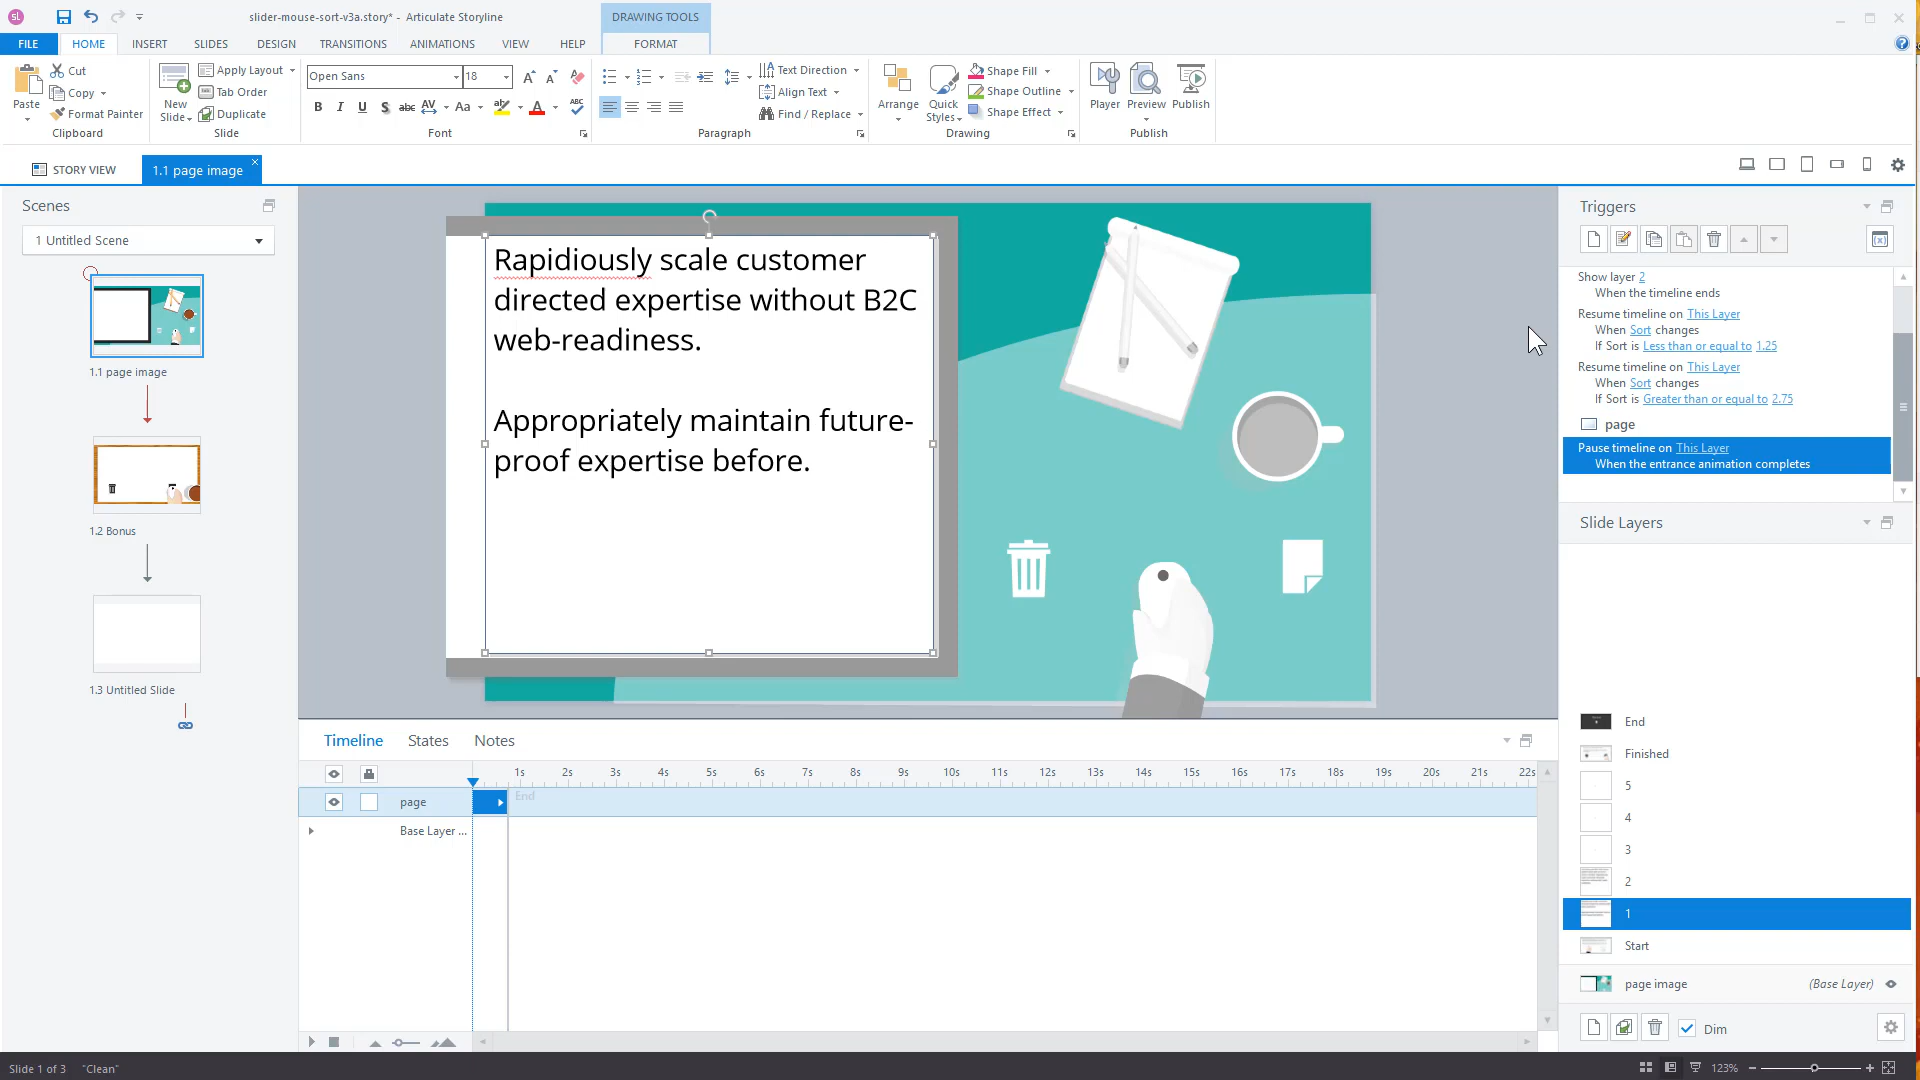 sl
slider-mouse-sort-v3a.story* - Articulate Storyline
DRAWING TOOLS
FILE
HOME
INSERT
SLIDES
DESIGN
TRANSITIONS
ANIMATIONS
VIEW
HELP
FORMAT
Paste
Cut
Copy
Format Painter
Clipboard
New Slide
Apply Layout
Tab Order
Duplicate
Slide
Open Sans
18
B I U S abc AV Aa A ABC
Font
Text Direction
Align Text
Find / Replace
Paragraph
Arrange
Quick Styles
Shape Fill
Shape Outline
Shape Effect
Drawing
Player
Preview
Publish
Publish
STORY VIEW
1.1 page image
Scenes
1 Untitled Scene
1.1 page image
1.2 Bonus
1.3 Untitled Slide
Rapidiously scale customer
directed expertise without B2C
web-readiness.
Appropriately maintain future-
proof expertise before.
Triggers
Show layer 2
When the timeline ends
Resume timeline on This Layer
When Sort changes
If Sort is Less than or equal to 1.25
Resume timeline on This Layer
When Sort changes
If Sort is Greater than or equal to 2.75
page
Pause timeline on This Layer
When the entrance animation completes
Slide Layers
End
Finished
5
4
3
2
1
Start
page image (Base Layer)
Dim
Timeline
States
Notes
1s 2s 3s 4s 5s 6s 7s 8s 9s 10s 11s 12s 13s 14s 15s 16s 17s 18s 19s 20s 21s 22s
page
End
Base Layer ...
Slide 1 of 3
"Clean"
123%